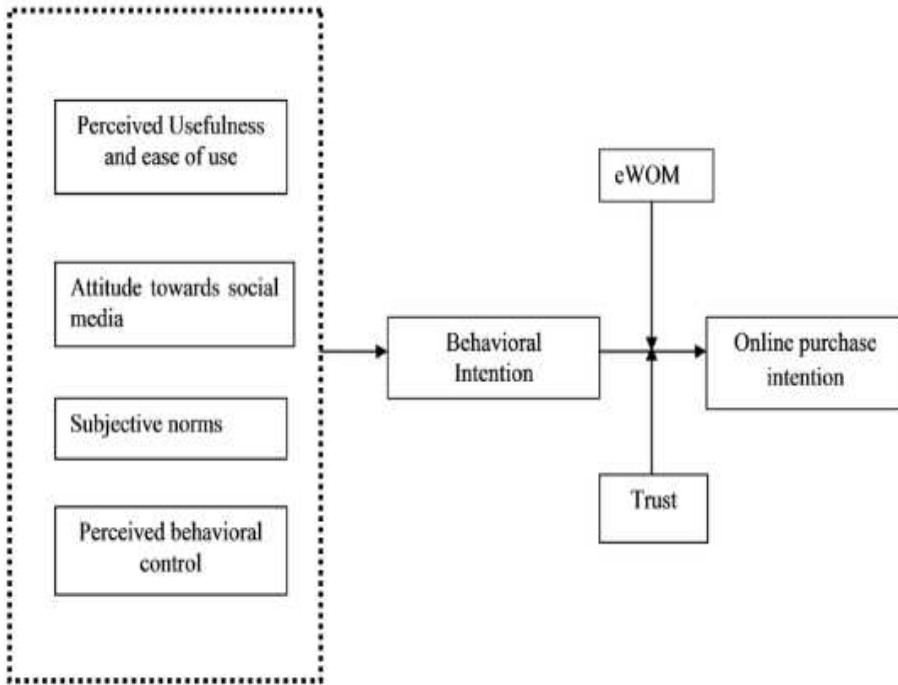 Perceived Usefulness
and ease of use
Attitude towards social
media
Subjective norms
Perceived behavioral
control
Behavioral
Intention
eWOM
Trust
Online purchase
intention